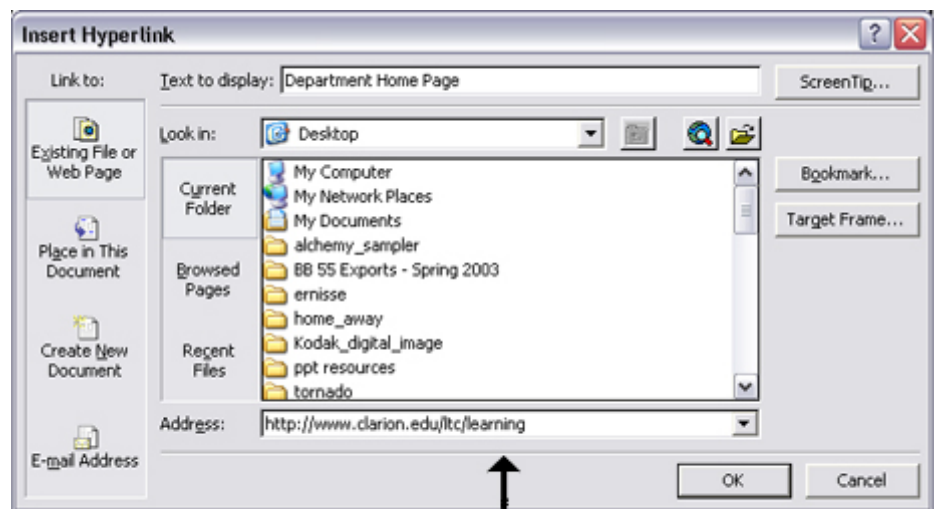 Insert Hyperlink
Link to:
Text to display: Department Home Page
ScreenTip...
Existing File or
Web Page
Look in: Desktop
Current
Folder
My Computer
My Network Places
My Documents
alchemy_sampler
BB 55 Exports - Spring 2003
ernisse
home_away
Kodak_digital_image
ppt resources
tornado
Bookmark...
Target Frame...
Place in This
Document
Browsed
Pages
Create New
Document
Recent
Files
Address: http://www.clarion.edu/ltc/learning
E-mail Address
OK Cancel